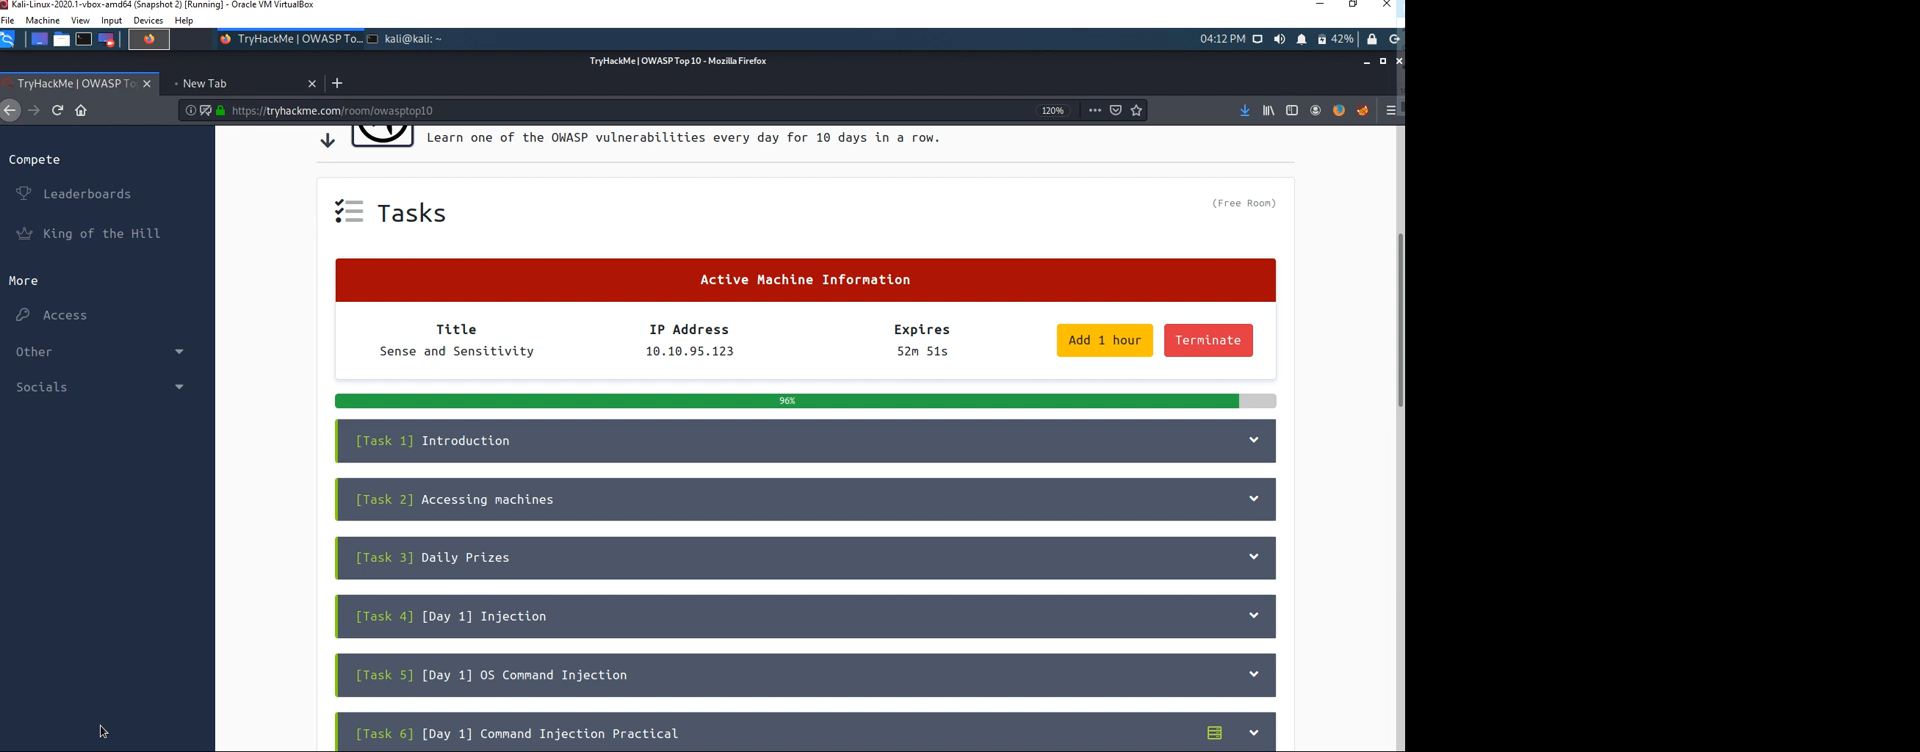 Kali-Linux-2020.1-vbox-amd64 (Snapshot 2) [Running] - Oracle VM VirtualBox
File Machine View Input Devices Help
TryHackMe | OWASP To... kali@kali: ~ 04:12 PM 42%
TryHackMe | OWASP Top 10 - Mozilla Firefox
TryHackMe | OWASP To New Tab
https://tryhackme.com/room/owasptop10 120%
Learn one of the OWASP vulnerabilities every day for 10 days in a row.
Compete
Leaderboards
King of the Hill
More
Access
Other
Socials
Tasks
(Free Room)
Active Machine Information
Title IP Address Expires
Sense and Sensitivity 10.10.95.123 52m 51s
Add 1 hour Terminate
96%
[Task 1] Introduction
[Task 2] Accessing machines
[Task 3] Daily Prizes
[Task 4] [Day 1] Injection
[Task 5] [Day 1] OS Command Injection
[Task 6] [Day 1] Command Injection Practical